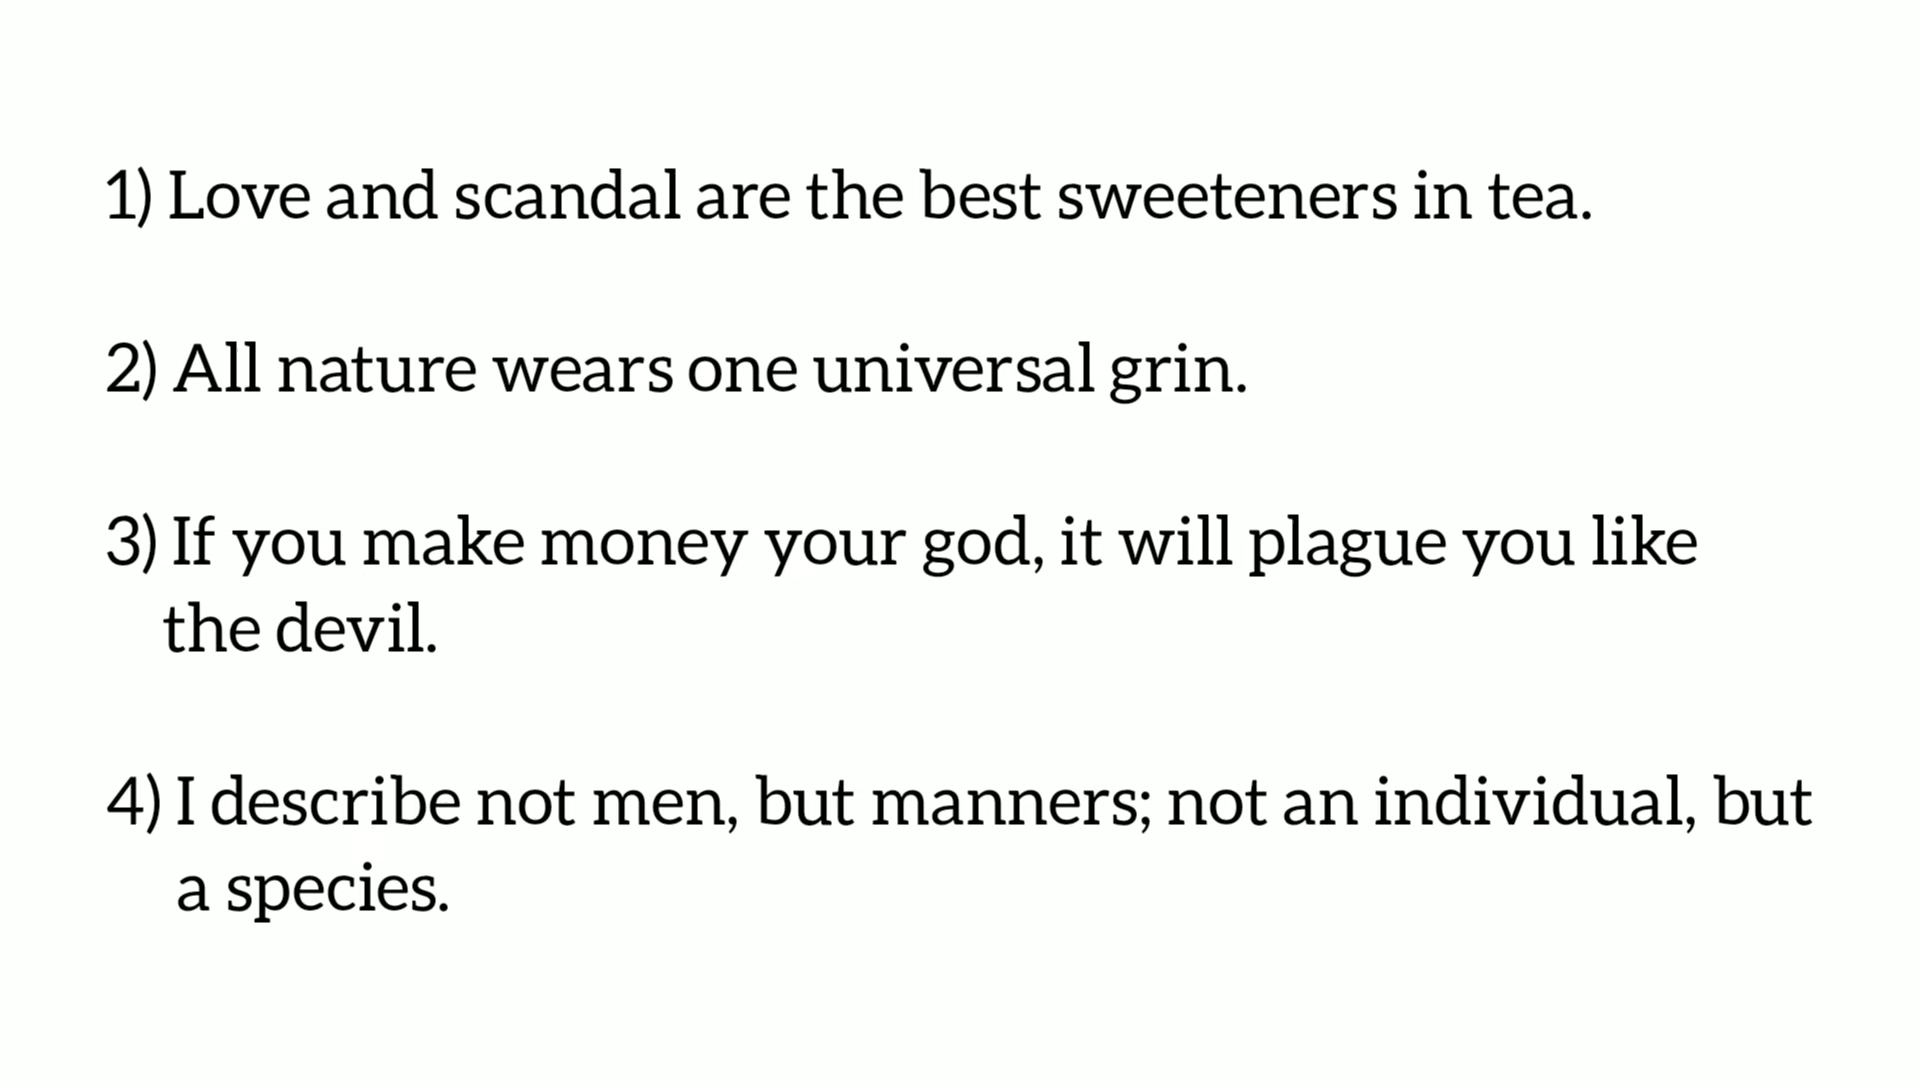 1) Love and scandal are the best sweeteners in tea.
2) All nature wears one universal grin.
3) If you make money your god, it will plague you like
the devil.
4) I describe not men, but manners; not an individual, but
a species.